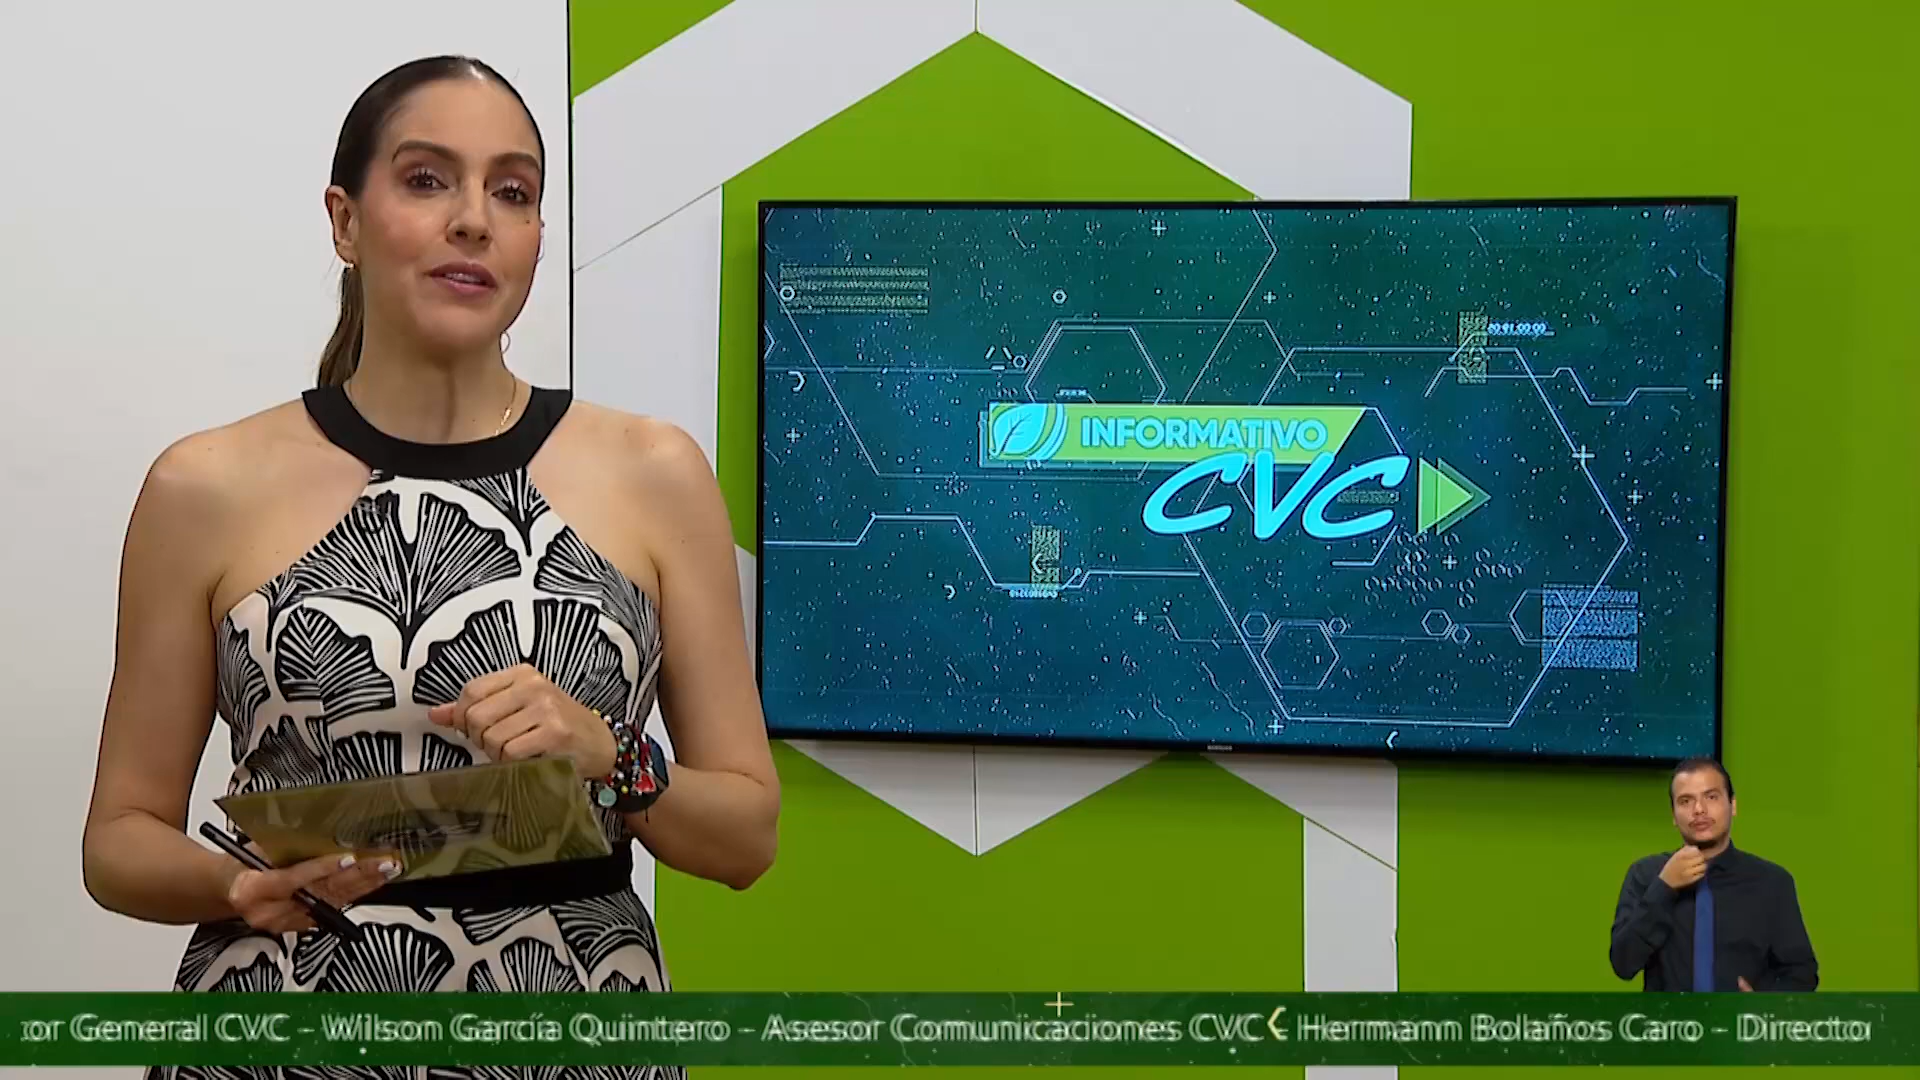 INFORMATIVO
CVC
or General CVC - Wilson García Quintero - Asesor Comunicaciones CVC Hermann Bolaños Caro - Directo